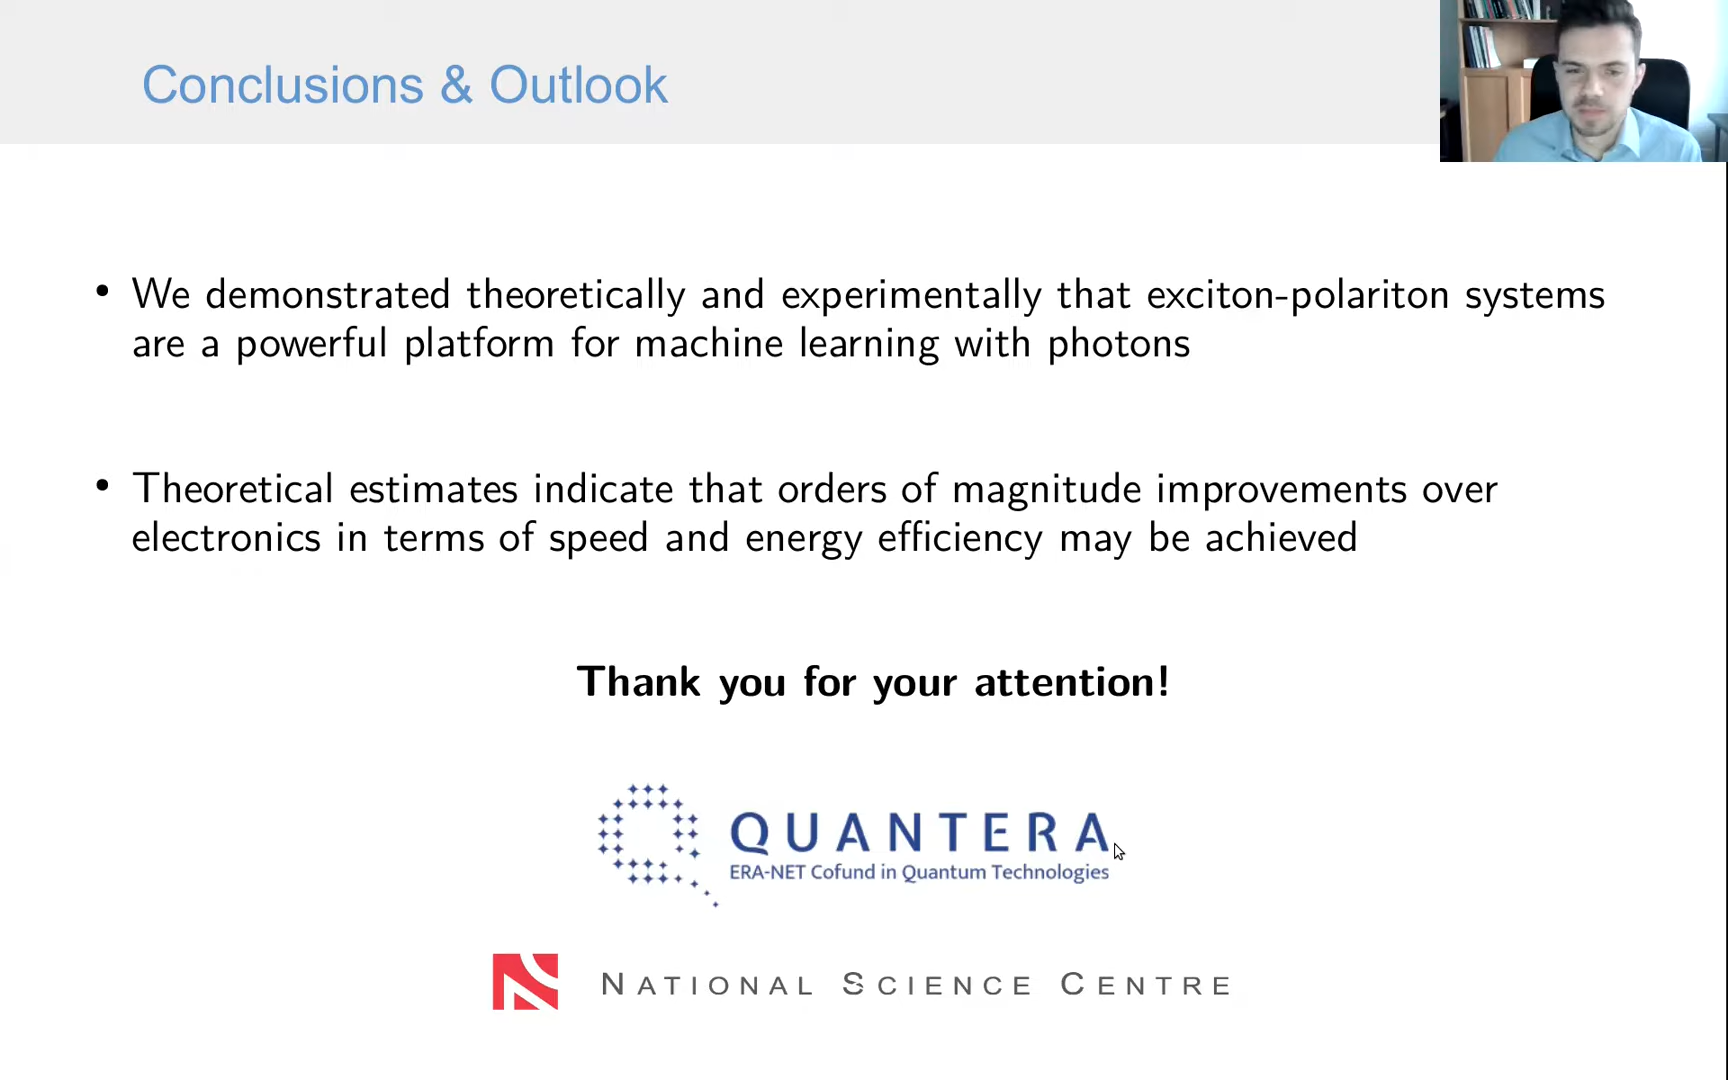 Conclusions & Outlook
• We demonstrated theoretically and experimentally that exciton-polariton systems
are a powerful platform for machine learning with photons
• Theoretical estimates indicate that orders of magnitude improvements over
electronics in terms of speed and energy efficiency may be achieved
Thank you for your attention!
QUANTERA
ERA-NET Cofund in Quantum Technologies
NATIONAL SCIENCE CENTRE